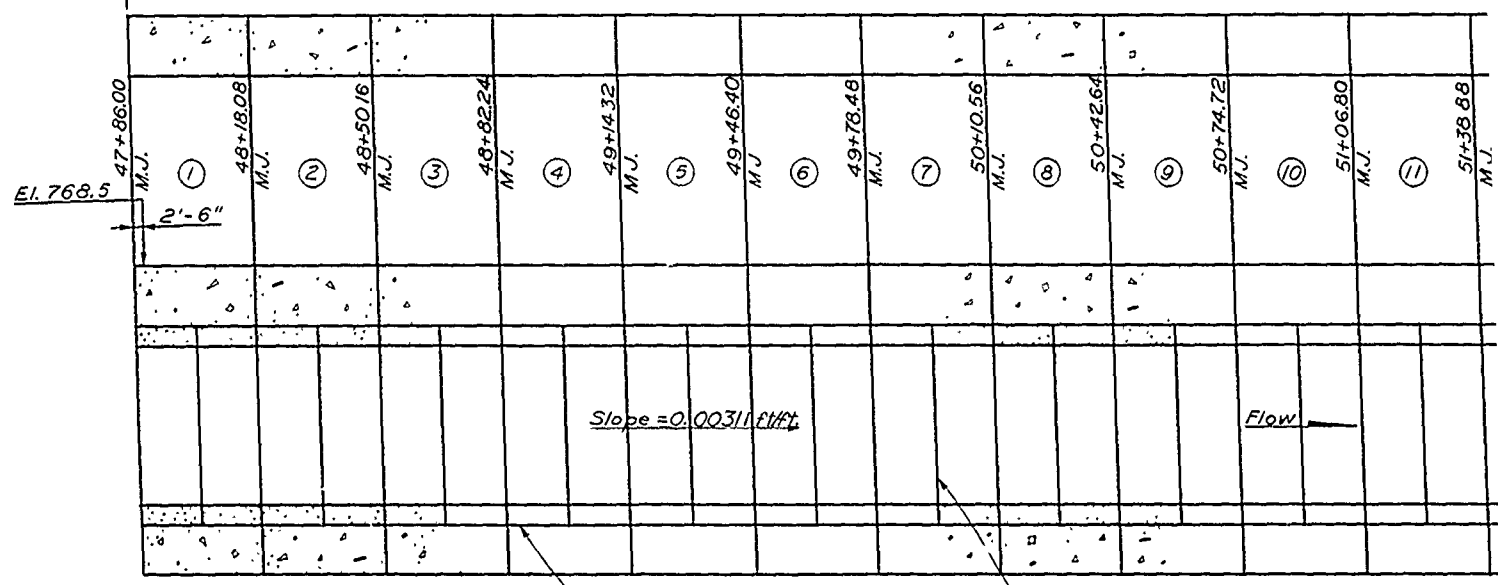 47+86.00
M.J.
①
48+18.08
M.J.
②
48+50.16
M.J.
③
48+82.24
M.J.
④
49+14.32
M.J.
⑤
49+46.40
M.J
⑥
49+78.48
M.J.
⑦
50+10.56
M.J.
⑧
50+42.64
M.J.
⑨
50+74.72
M.J.
⑩
51+06.80
M.J.
⑪
51+38.88
M.J.
El. 768.5
2'-6"
Slope = 0.00311 ft/ft.
Flow